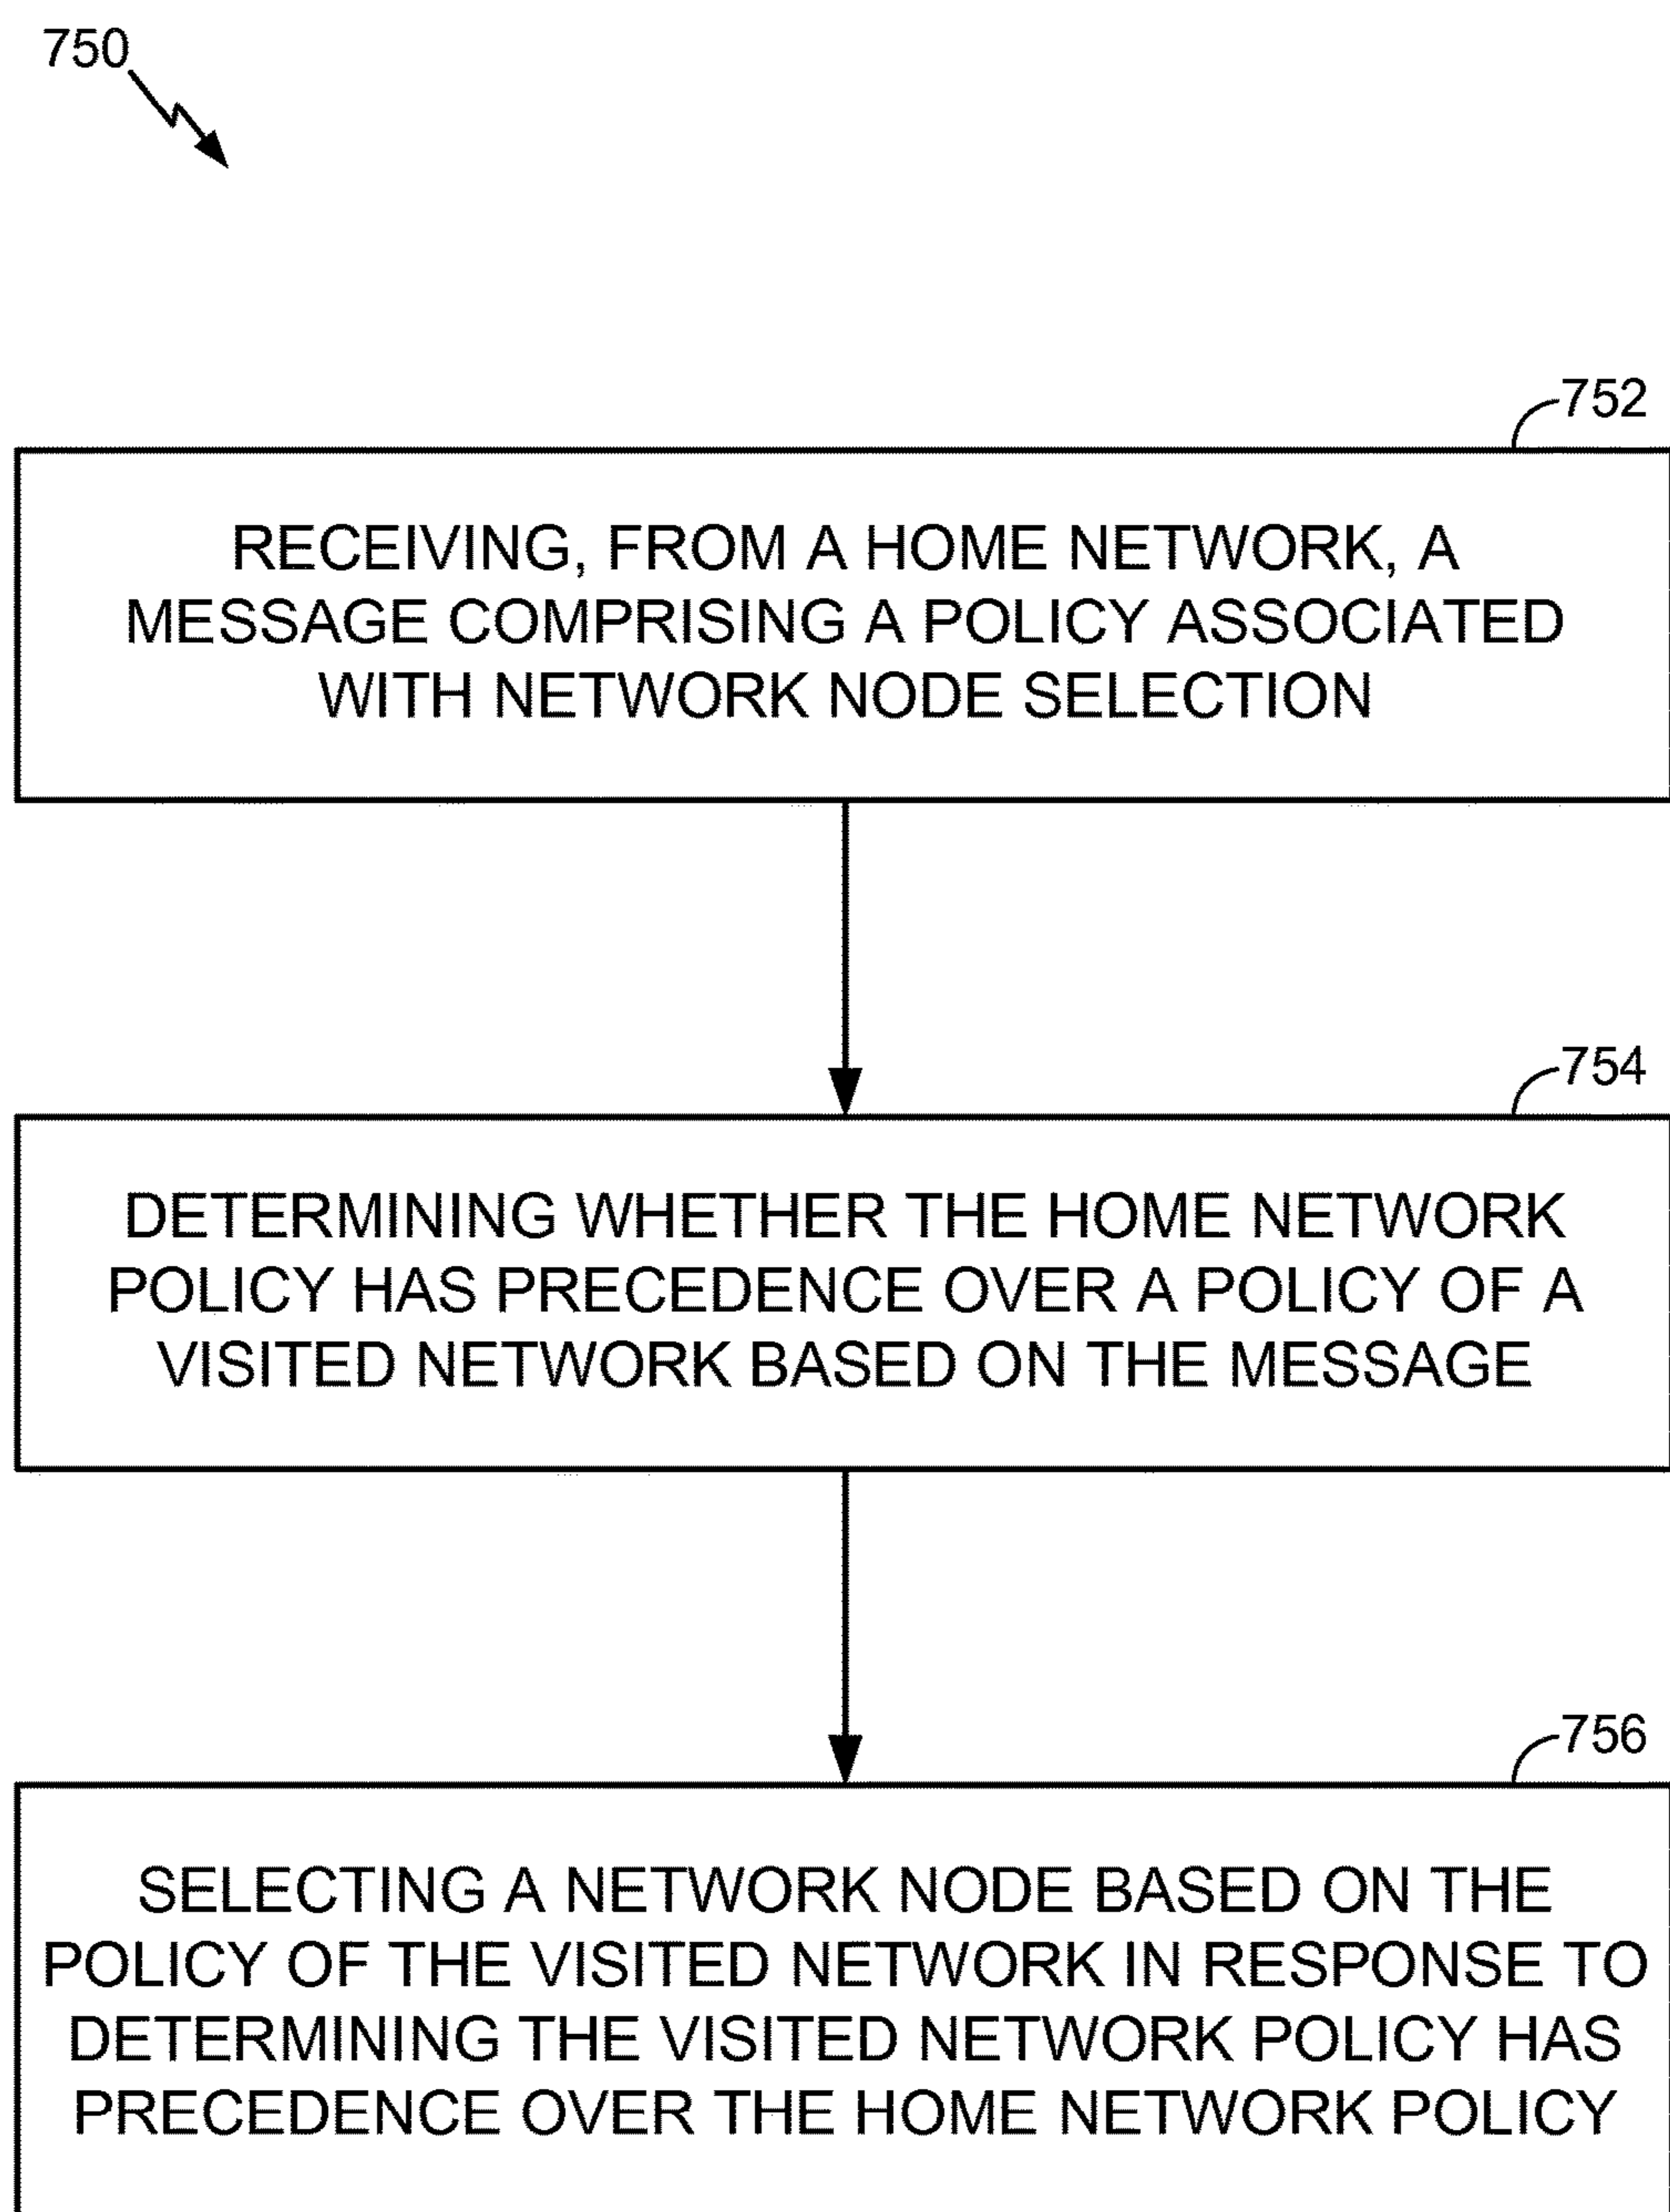 750
752
RECEIVING, FROM A HOME NETWORK, A
MESSAGE COMPRISING A POLICY ASSOCIATED
WITH NETWORK NODE SELECTION
754
DETERMINING WHETHER THE HOME NETWORK
POLICY HAS PRECEDENCE OVER A POLICY OF A
VISITED NETWORK BASED ON THE MESSAGE
756
SELECTING A NETWORK NODE BASED ON THE
POLICY OF THE VISITED NETWORK IN RESPONSE TO
DETERMINING THE VISITED NETWORK POLICY HAS
PRECEDENCE OVER THE HOME NETWORK POLICY